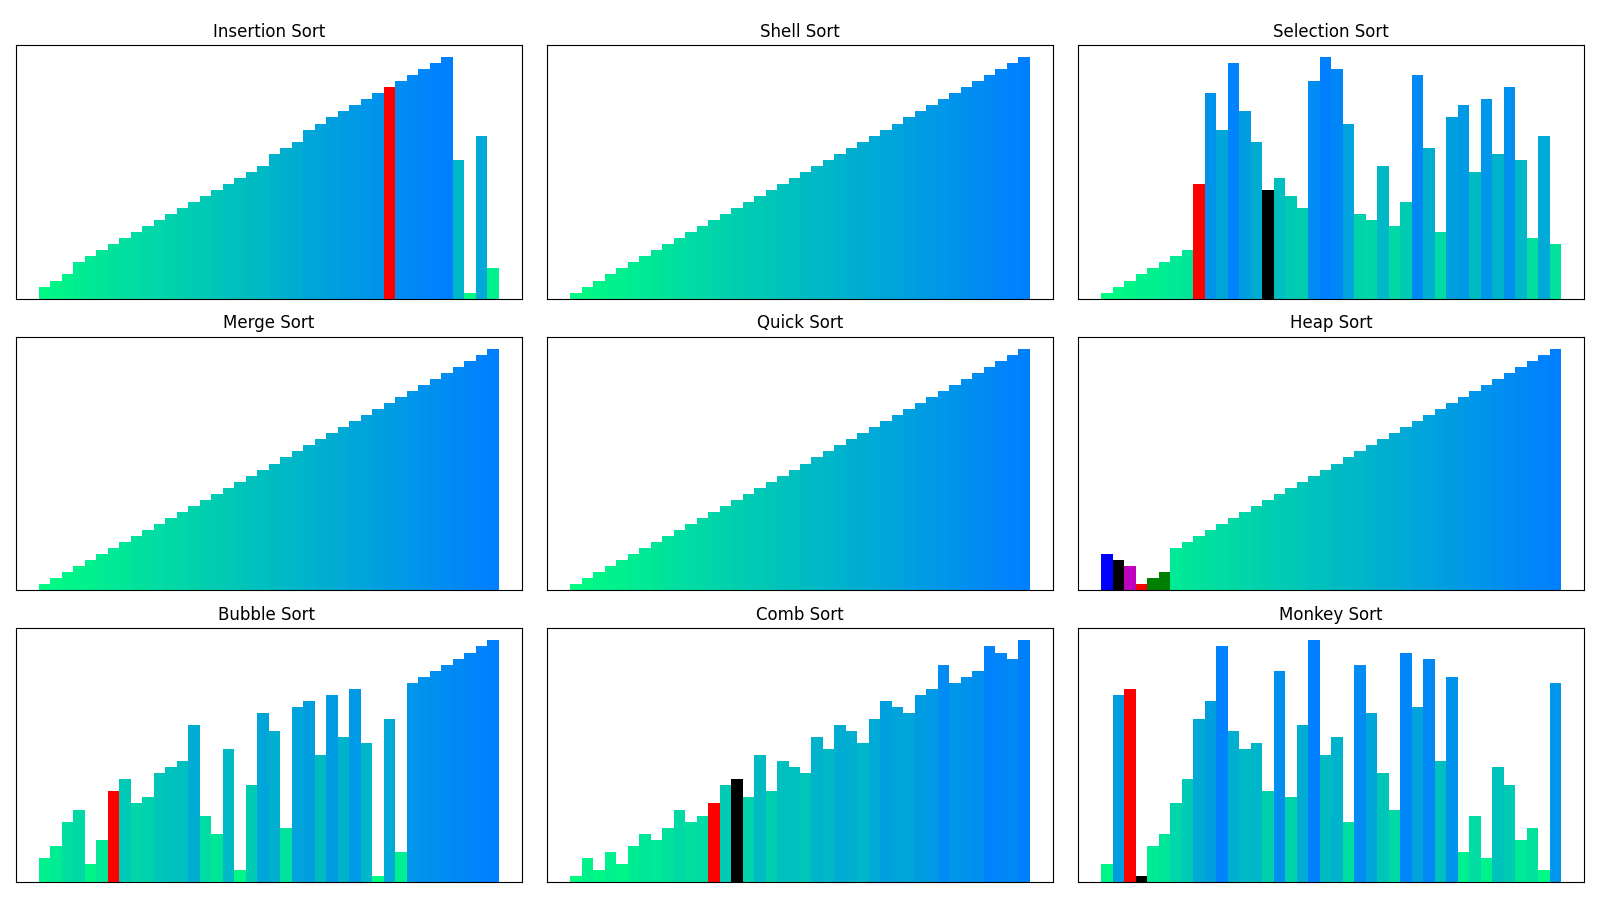 Insertion Sort
Shell Sort
Selection Sort
Merge Sort
Quick Sort
Heap Sort
Bubble Sort
Comb Sort
Monkey Sort